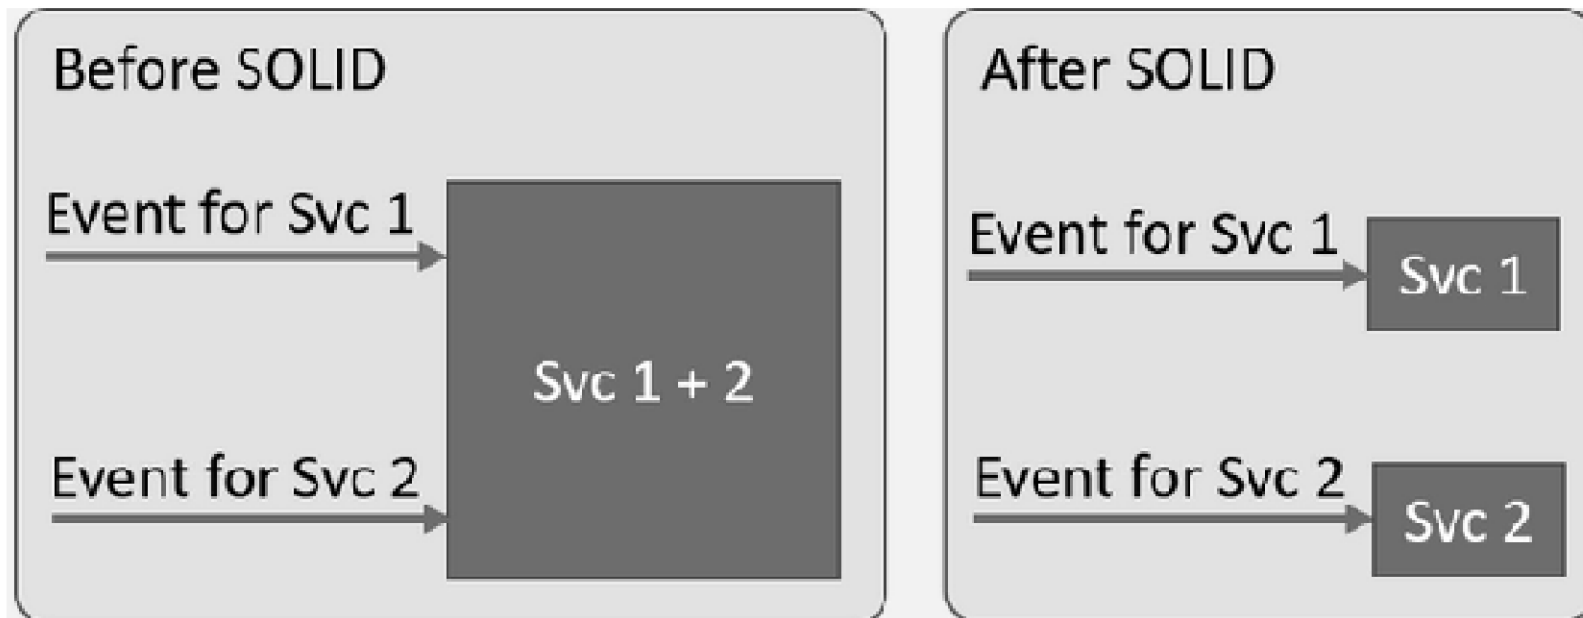 Before SOLID
Event for Svc 1
Svc 1 + 2
Event for Svc 2
After SOLID
Event for Svc 1
Svc 1
Event for Svc 2
Svc 2